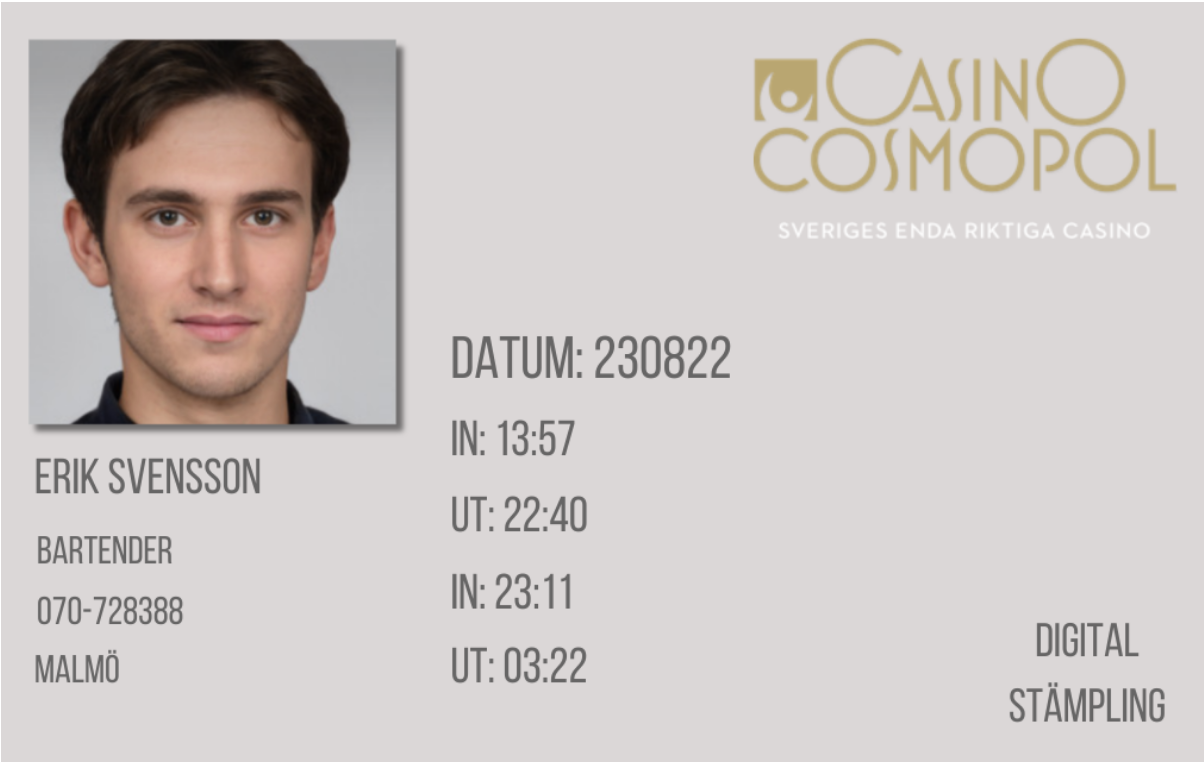 CASINO
COSMOPOL
SVERIGES ENDA RIKTIGA CASINO
DATUM: 230822
IN: 13:57
UT: 22:40
IN: 23:11
UT: 03:22
ERIK SVENSSON
BARTENDER
070-728388
MALMÖ
DIGITAL
STÄMPLING